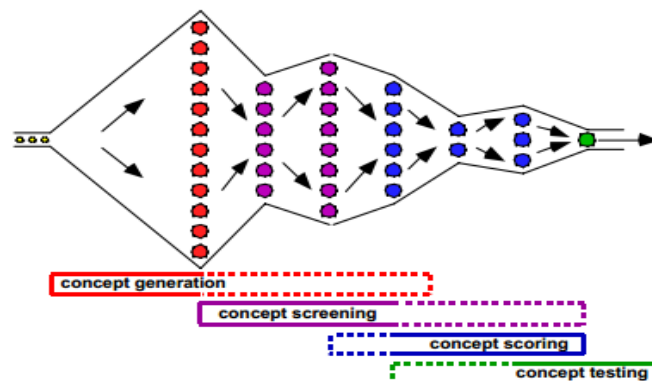 concept generation
concept screening
concept scoring
concept testing